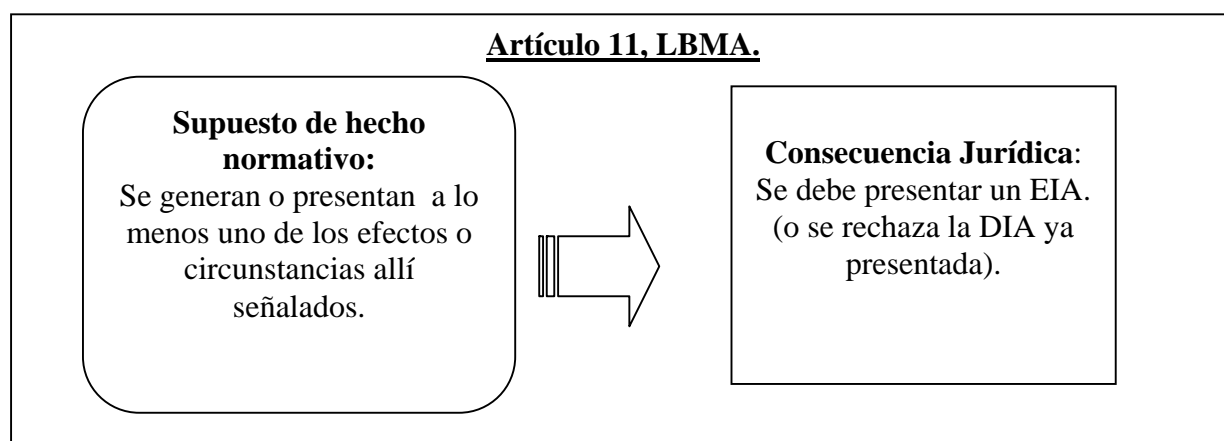 Artículo 11, LBMA.
Supuesto de hecho
normativo:
Se generan o presentan a lo
menos uno de los efectos o
circunstancias allí
señalados.
Consecuencia Jurídica:
Se debe presentar un EIA.
(o se rechaza la DIA ya
presentada).